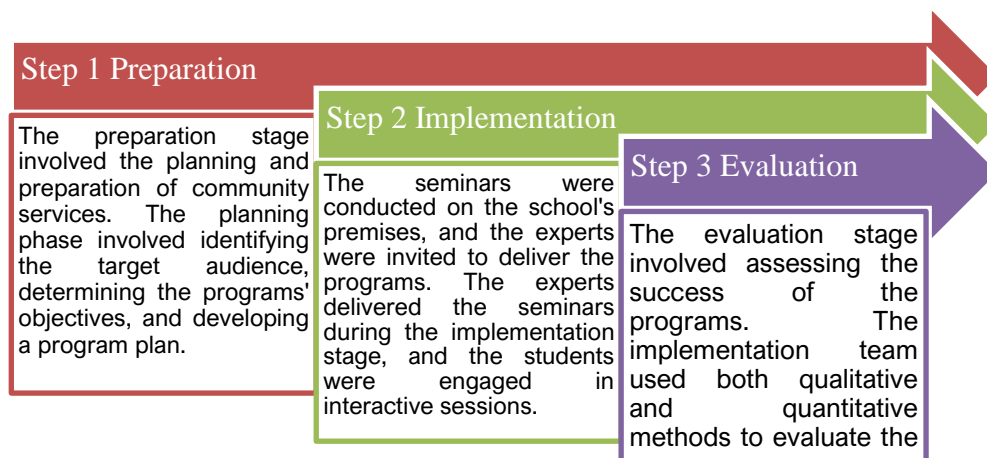 Step 1 Preparation
The preparation stage
involved the planning and
preparation of community
services. The planning
phase involved identifying
the target audience,
determining the programs'
objectives, and developing
a program plan.
Step 2 Implementation
The seminars were
conducted on the school's
premises, and the experts
were invited to deliver the
programs. The experts
delivered the seminars
during the implementation
stage, and the students
were engaged in
interactive sessions.
Step 3 Evaluation
The evaluation stage
involved assessing the
success of the
programs. The
implementation team
used both qualitative
and quantitative
methods to evaluate the